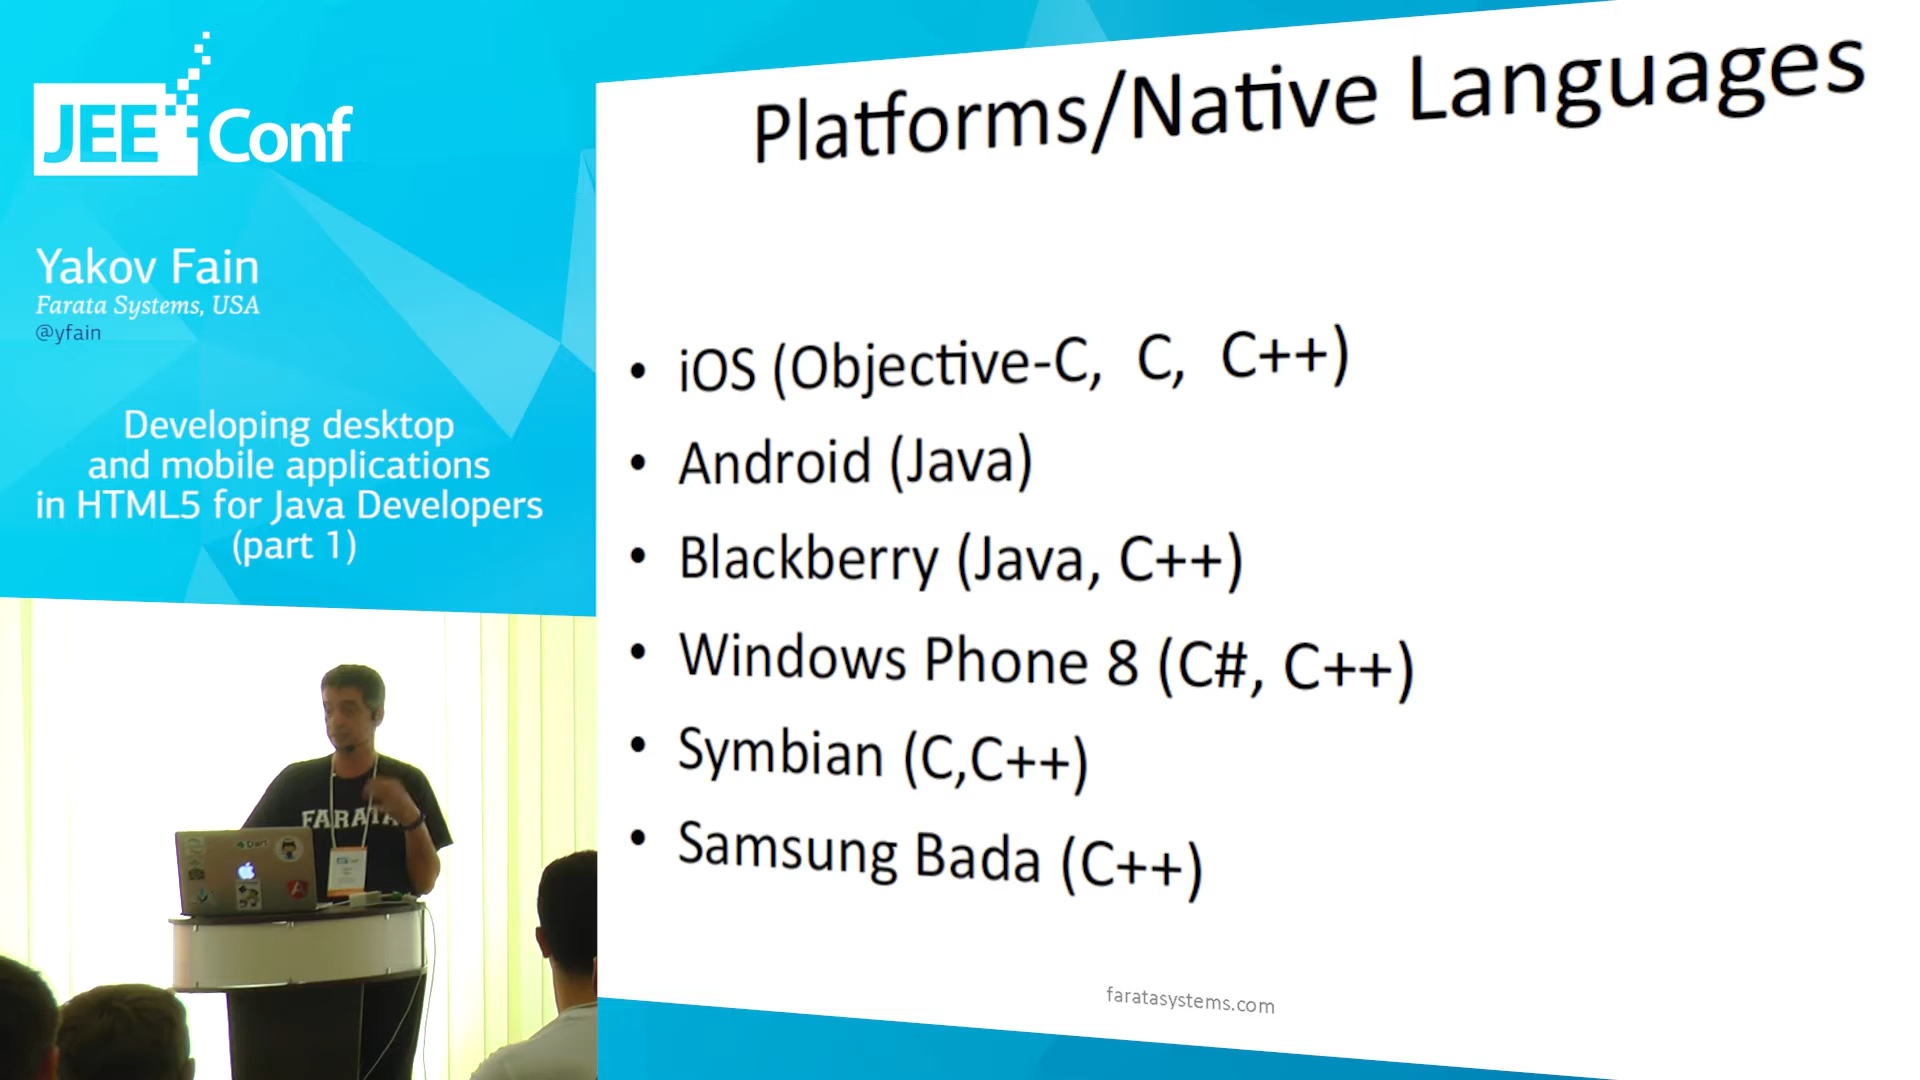 JEE Conf
Yakov Fain
Farata Systems, USA
@yfain
Developing desktop
and mobile applications
in HTML5 for Java Developers
(part 1)
Platforms/Native Languages
• iOS (Objective-C, C, C++)
• Android (Java)
• Blackberry (Java, C++)
• Windows Phone 8 (C#, C++)
• Symbian (C,C++)
• Samsung Bada (C++)
faratasystems.com
FARATA
Dart